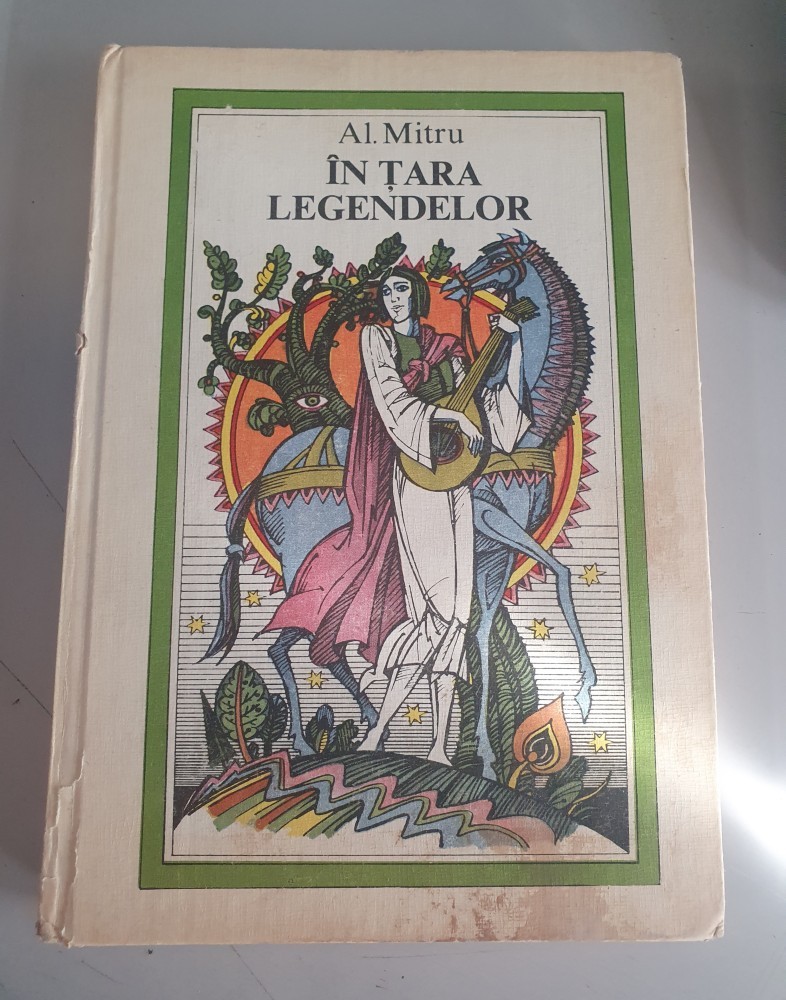 Al. Mitru
ÎN ȚARA
LEGENDELOR